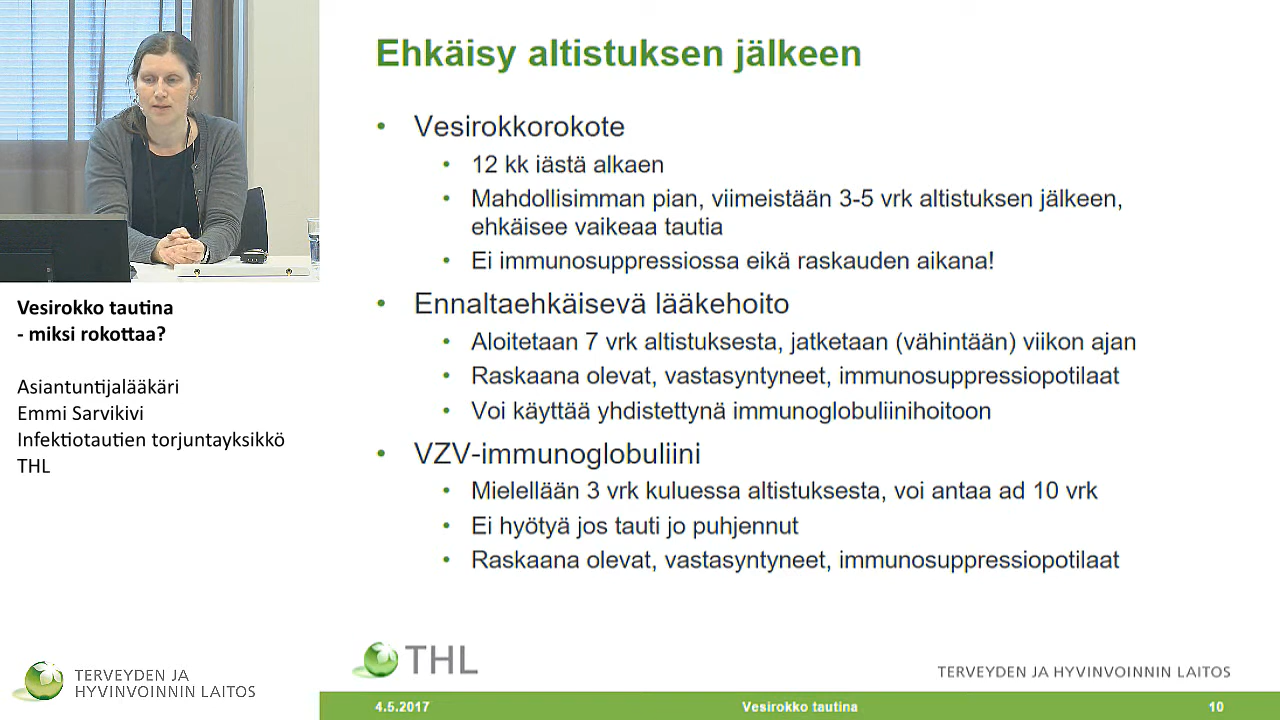 Ehkäisy altistuksen jälkeen
• Vesirokkorokote
• 12 kk iästä alkaen
• Mahdollisimman pian, viimeistään 3-5 vrk altistuksen jälkeen,
ehkäisee vaikeaa tautia
• Ei immunosuppressiossa eikä raskauden aikana!
• Ennaltaehkäisevä lääkehoito
• Aloitetaan 7 vrk altistuksesta, jatketaan (vähintään) viikon ajan
• Raskaana olevat, vastasyntyneet, immunosuppressiopotilaat
• Voi käyttää yhdistettynä immunoglobuliinihoitoon
• VZV-immunoglobuliini
• Mielellään 3 vrk kuluessa altistuksesta, voi antaa ad 10 vrk
• Ei hyötyä jos tauti jo puhjennut
• Raskaana olevat, vastasyntyneet, immunosuppressiopotilaat
Vesirokko tautina
- miksi rokottaa?
Asiantuntijalääkäri
Emmi Sarvikivi
Infektiotautien torjuntayksikkö
THL
TERVEYDEN JA
HYVINVOINNIN LAITOS
THL
TERVEYDEN JA HYVINVOINNIN LAITOS
4.5.2017
Vesirokko tautina
10